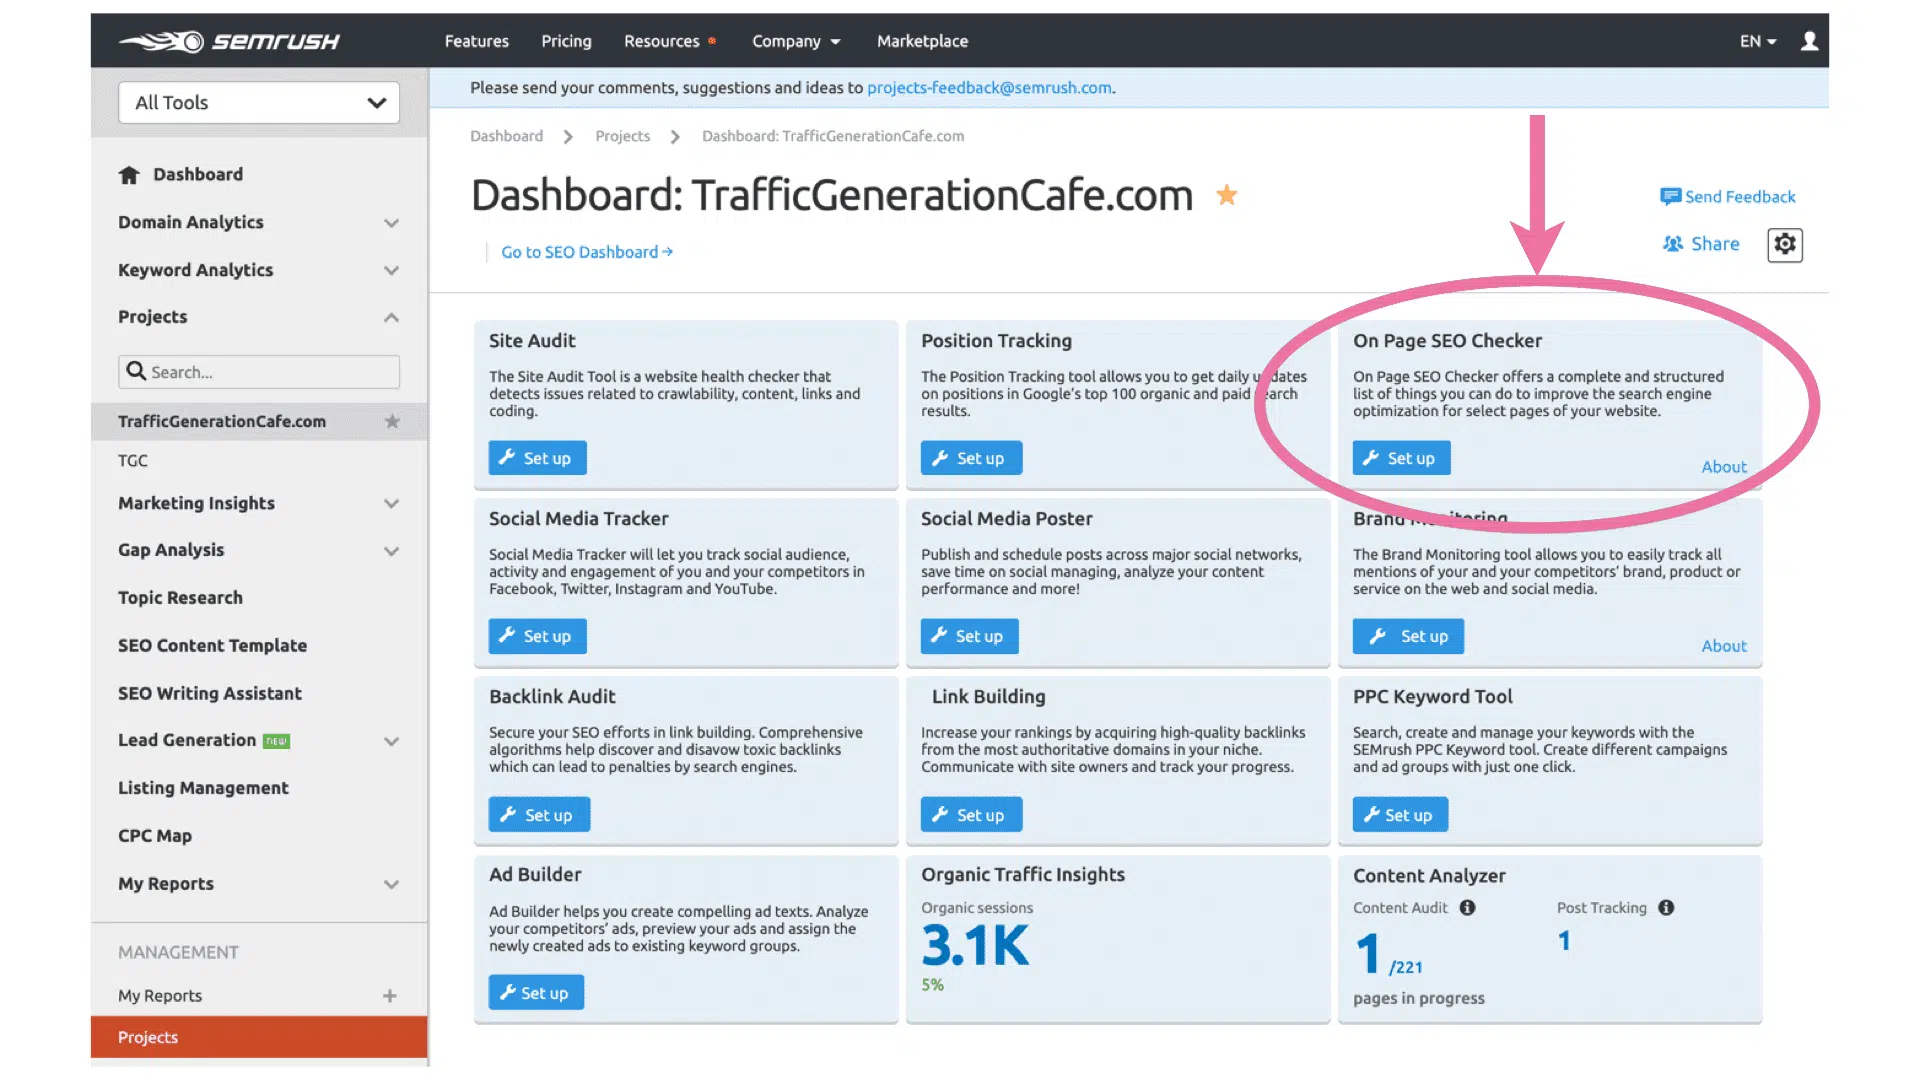 SEMRUSH
Features Pricing Resources Company Marketplace EN
All Tools
Please send your comments, suggestions and ideas to projects-feedback@semrush.com.
Dashboard Projects Dashboard: TrafficGenerationCafe.com
Dashboard: TrafficGenerationCafe.com
Send Feedback
Share
Go to SEO Dashboard →
Dashboard
Domain Analytics
Keyword Analytics
Projects
Search...
TrafficGenerationCafe.com
TGC
Marketing Insights
Gap Analysis
Topic Research
SEO Content Template
SEO Writing Assistant
Lead Generation new
Listing Management
CPC Map
My Reports
MANAGEMENT
My Reports +
Projects
Site Audit
The Site Audit Tool is a website health checker that
detects issues related to crawlability, content, links and
coding.
Set up
Position Tracking
The Position Tracking tool allows you to get daily updates
on positions in Google's top 100 organic and paid search
results.
Set up
On Page SEO Checker
On Page SEO Checker offers a complete and structured
list of things you can do to improve the search engine
optimization for select pages of your website.
Set up
About
Social Media Tracker
Social Media Tracker will let you track social audience,
activity and engagement of you and your competitors in
Facebook, Twitter, Instagram and YouTube.
Set up
Social Media Poster
Publish and schedule posts across major social networks,
save time on social managing, analyze your content
performance and more!
Set up
Brand Monitoring
The Brand Monitoring tool allows you to easily track all
mentions of your and your competitors' brand, product or
service on the web and social media.
Set up
About
Backlink Audit
Secure your SEO efforts in link building. Comprehensive
algorithms help discover and disavow toxic backlinks
which can lead to penalties by search engines.
Set up
Link Building
Increase your rankings by acquiring high-quality backlinks
from the most authoritative domains in your niche.
Communicate with site owners and track your progress.
Set up
PPC Keyword Tool
Search, create and manage your keywords with the
SEMrush PPC Keyword tool. Create different campaigns
and ad groups with just one click.
Set up
Ad Builder
Ad Builder helps you create compelling ad texts. Analyze
your competitors' ads, preview your ads and assign the
newly created ads to existing keyword groups.
Set up
Organic Traffic Insights
Organic sessions
3.1K
5%
Content Analyzer
Content Audit Post Tracking
1 /221 1
pages in progress